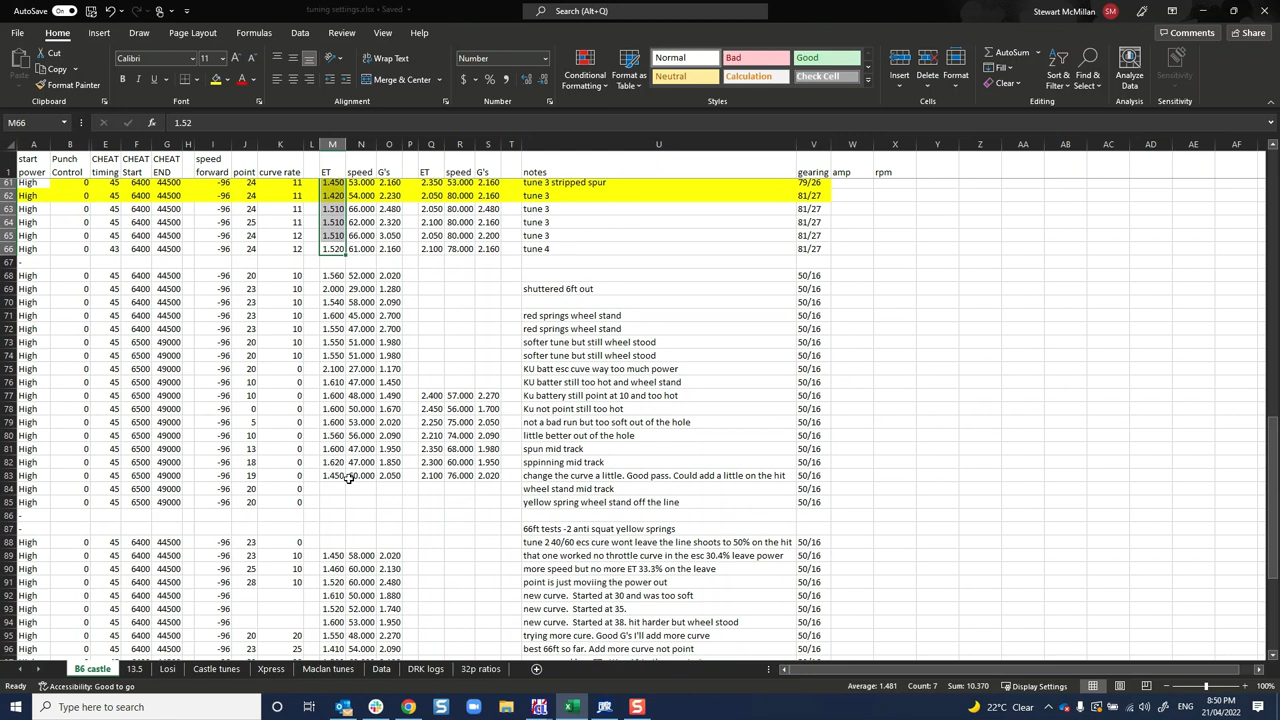 AutoSave On tuning settings.xlsx - Saved Search (Alt+Q) Stewart McMillan SM
File Home Insert Draw Page Layout Formulas Data Review View Help Comments Share
Paste Cut Copy Format Painter Clipboard
Calibri 11 Font
Wrap Text Merge & Center Alignment
Number Number
Conditional Formatting Format as Table Normal Bad Good Neutral Calculation Check Cell Styles
Insert Delete Format Cells
AutoSum Fill Clear Sort & Filter Find & Select Editing
Analyze Data Analysis Sensitivity Sensitivity
M66 1.52
A B E F G H I J K L M N O P Q R S T U V W X Y Z AA AB AC AD AE AF
1 start power Punch Control CHEAT timing CHEAT Start CHEAT END speed forward point curve rate ET speed G's ET speed G's notes gearing amp rpm
61 High 0 45 6400 44500 -96 24 11 1.450 53.000 2.160 2.350 53.000 2.160 tune 3 stripped spur 79/26
62 High 0 45 6400 44500 -96 24 11 1.420 54.000 2.230 2.050 80.000 2.160 tune 3 81/27
63 High 0 45 6400 44500 -96 24 11 1.510 66.000 2.480 2.050 80.000 2.480 tune 3 81/27
64 High 0 45 6400 44500 -96 25 11 1.510 62.000 2.320 2.100 80.000 2.160 tune 3 81/27
65 High 0 45 6400 44500 -96 24 12 1.510 66.000 3.050 2.050 80.000 2.200 tune 3 81/27
66 High 0 43 6400 44500 -96 24 12 1.520 61.000 2.160 2.100 78.000 2.160 tune 4 81/27
67 -
68 High 0 45 6400 44500 -96 20 10 1.560 52.000 2.020 50/16
69 High 0 45 6400 44500 -96 23 10 2.000 29.000 1.280 shuttered 6ft out 50/16
70 High 0 45 6400 44500 -96 23 10 1.540 58.000 2.090 50/16
71 High 0 45 6400 44500 -96 23 10 1.600 45.000 2.700 red springs wheel stand 50/16
72 High 0 45 6400 44500 -96 23 10 1.550 47.000 2.700 red springs wheel stand 50/16
73 High 0 45 6500 49000 -96 20 10 1.550 51.000 1.980 softer tune but still wheel stood 50/16
74 High 0 45 6500 49000 -96 20 10 1.550 51.000 1.980 softer tune but still wheel stood 50/16
75 High 0 45 6500 49000 -96 20 0 2.100 27.000 1.170 KU batt esc cuve way too much power 50/16
76 High 0 45 6500 49000 -96 10 0 1.610 47.000 1.450 KU batter still too hot and wheel stand 50/16
77 High 0 45 6500 49000 -96 10 0 1.600 48.000 1.490 2.400 57.000 2.270 Ku battery still point at 10 and too hot 50/16
78 High 0 45 6500 49000 -96 0 0 1.600 50.000 1.670 2.450 56.000 1.700 Ku not point still too hot 50/16
79 High 0 45 6500 49000 -96 5 0 1.600 53.000 2.020 2.250 75.000 2.050 not a bad run but too soft out of the hole 50/16
80 High 0 45 6500 49000 -96 10 0 1.560 56.000 2.090 2.210 74.000 2.090 little better out of the hole 50/16
81 High 0 45 6500 49000 -96 13 0 1.600 47.000 1.950 2.350 68.000 1.980 spun mid track 50/16
82 High 0 45 6500 49000 -96 18 0 1.620 47.000 1.850 2.300 60.000 1.950 sppinning mid track 50/16
83 High 0 45 6500 49000 -96 19 0 1.450 2.050 2.100 76.000 2.020 change the curve a little. Good pass. Could add a little on the hit 50/16
84 High 0 45 6500 49000 -96 20 0 wheel stand mid track 50/16
85 High 0 45 6500 49000 -96 20 0 yellow spring wheel stand off the line 50/16
86 -
87 - 66ft tests -2 anti squat yellow springs
88 High 0 45 6400 44500 -96 23 0 tune 2 40/60 ecs cure wont leave the line shoots to 50% on the hit 50/16
89 High 0 45 6400 44500 -96 23 10 1.450 58.000 2.020 that one worked no throttle curve in the esc 30.4% leave power 50/16
90 High 0 45 6400 44500 -96 25 10 1.460 60.000 2.130 more speed but no more ET 33.3% on the leave 50/16
91 High 0 45 6400 44500 -96 28 10 1.520 60.000 2.480 point is just moviing the power out 50/16
92 High 0 45 6400 44500 -96 1.610 50.000 1.880 new curve. Started at 30 and was too soft 50/16
93 High 0 45 6400 44500 -96 1.520 52.000 1.740 new curve. Started at 35. 50/16
94 High 0 45 6400 44500 -96 1.600 53.000 1.950 new curve. Started at 38. hit harder but wheel stood 50/16
95 High 0 45 6400 44500 -96 20 20 1.550 48.000 2.270 trying more cure. Good G's I'll add more curve 50/16
96 High 0 45 6400 44500 -96 23 25 1.410 54.000 2.090 best 66ft so far. Add more curve not point 50/16
B6 castle 13.5 Losi Castle tunes Xpress Maclan tunes Data DRK logs 32p ratios
Ready Accessibility: Good to go Average: 1.481 Count: 7 Sum: 10.370 Display Settings 100%
Type here to search 22°C Clear 8:50 PM 21/04/2022